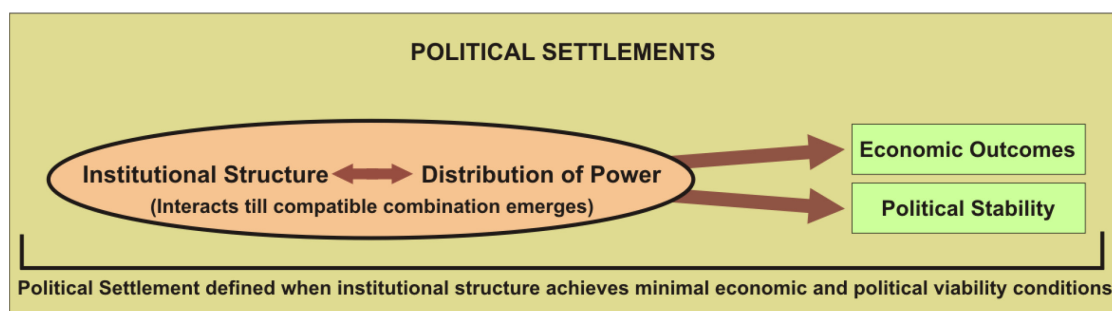 POLITICAL SETTLEMENTS
Institutional Structure Distribution of Power
(Interacts till compatible combination emerges)
Economic Outcomes
Political Stability
Political Settlement defined when institutional structure achieves minimal economic and political viability conditions